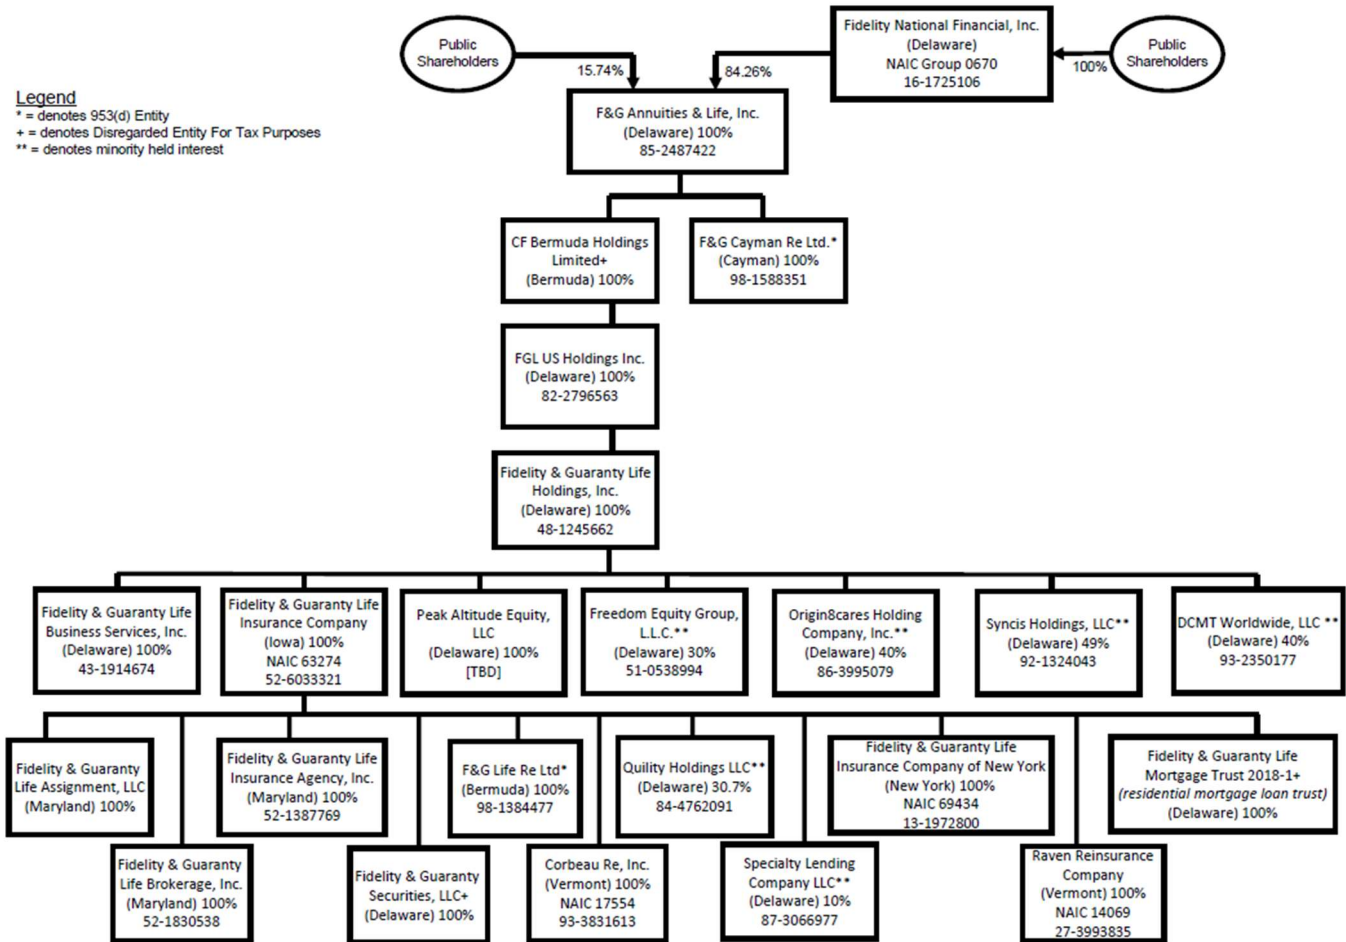 Public
Shareholders
Fidelity National Financial, Inc.
(Delaware)
NAIC Group 0670
16-1725106
Public
Shareholders
15.74%
84.26%
100%
Legend
* = denotes 953(d) Entity
+ = denotes Disregarded Entity For Tax Purposes
** = denotes minority held interest
F&G Annuities & Life, Inc.
(Delaware) 100%
85-2487422
CF Bermuda Holdings
Limited+
(Bermuda) 100%
F&G Cayman Re Ltd.*
(Cayman) 100%
98-1588351
FGL US Holdings Inc.
(Delaware) 100%
82-2796563
Fidelity & Guaranty Life
Holdings, Inc.
(Delaware) 100%
48-1245662
Fidelity & Guaranty Life
Business Services, Inc.
(Delaware) 100%
43-1914674
Fidelity & Guaranty Life
Insurance Company
(Iowa) 100%
NAIC 63274
52-6033321
Peak Altitude Equity,
LLC
(Delaware) 100%
[TBD]
Freedom Equity Group,
L.L.C.**
(Delaware) 30%
51-0538994
Origin8cares Holding
Company, Inc.**
(Delaware) 40%
86-3995079
Syncis Holdings, LLC**
(Delaware) 49%
92-1324043
DCMT Worldwide, LLC **
(Delaware) 40%
93-2350177
Fidelity & Guaranty
Life Assignment, LLC
(Maryland) 100%
Fidelity & Guaranty Life
Insurance Agency, Inc.
(Maryland) 100%
52-1387769
F&G Life Re Ltd*
(Bermuda) 100%
98-1384477
Quility Holdings LLC**
(Delaware) 30.7%
84-4762091
Fidelity & Guaranty Life
Insurance Company of New York
(New York) 100%
NAIC 69434
13-1972800
Fidelity & Guaranty Life
Mortgage Trust 2018-1+
(residential mortgage loan trust)
(Delaware) 100%
Fidelity & Guaranty
Life Brokerage, Inc.
(Maryland) 100%
52-1830538
Fidelity & Guaranty
Securities, LLC+
(Delaware) 100%
Corbeau Re, Inc.
(Vermont) 100%
NAIC 17554
93-3831613
Specialty Lending
Company LLC**
(Delaware) 10%
87-3066977
Raven Reinsurance
Company
(Vermont) 100%
NAIC 14069
27-3993835